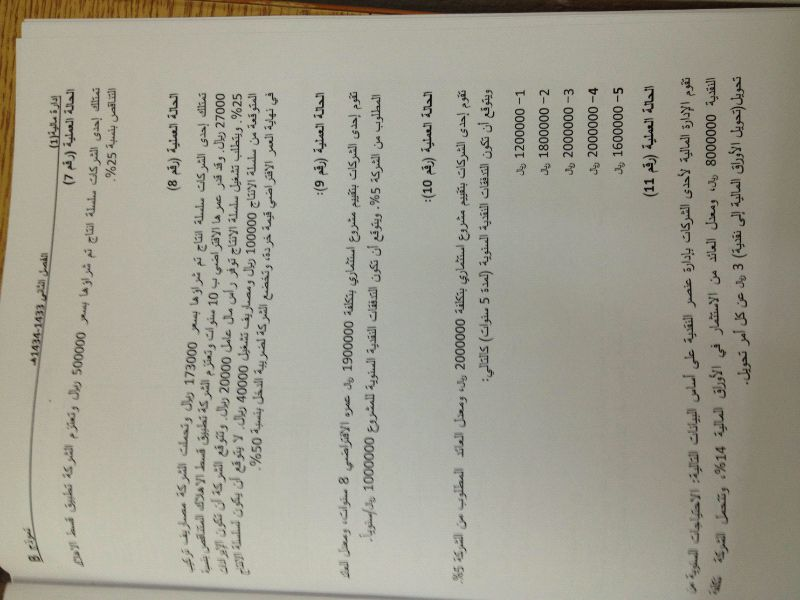 نموذج B
الفصل الثاني 1433-1434هـ
إدارة مالية(1)
الحالة العملية (رقم 7)
تمتلك إحدى الشركات سلسلة انتاج تم شراؤها بسعر 500000 ريال وتعتزم الشركة تطبيق قسط الاهلاك
المتناقص بنسبة 25%.
الحالة العملية (رقم 8)
تمتلك إحدى الشركات سلسلة انتاج تم شراؤها بسعر 173000 ريال وتحملت الشركة مصاريف تركيب
27000 ريال. وقد قدر عمرها الافتراضي ب 10 سنوات وتعتزم الشركة تطبيق قسط الاهلاك المتناقص بنسبة
25%. ويتطلب تشغيل سلسلة الانتاج توفر رأس مال عامل 20000 ريال. وتتوقع الشركة أن تكون الإيرادات
المتوقعة من سلسلة الانتاج 100000 ريال ومصاريف تشغيل 40000 ريال. لا يتوقع أن يكون لسلسلة الانتاج
في نهاية العمر الافتراضي قيمة خردة، وتخضع الشركة لضريبة الدخل بنسبة 50%.
الحالة العملية (رقم 9):
تقوم إحدى الشركات بتقييم مشروع استثماري بتكلفة 1900000 ريال عمره الافتراضي 8 سنوات، ومعدل العائد
المطلوب من الشركة 5%. ويتوقع أن تكون التدفقات النقدية السنوية للمشروع 1000000 ريال/سنوياً.
الحالة العملية (رقم 10):
تقوم إحدى الشركات بتقييم مشروع استثماري بتكلفة 2000000 ريال، ومعدل العائد المطلوب من الشركة 5%.
ويتوقع أن تكون التدفقات النقدية السنوية (لمدة 5 سنوات) كالتالي:
1- 1200000 ريال
2- 1800000 ريال
3- 2000000 ريال
4- 2000000 ريال
5- 1600000 ريال
الحالة العملية (رقم 11)
تقوم الإدارة المالية لأحدى الشركات بإدارة عنصر النقدية على أساس البيانات التالية: الاحتياجات السنوية من
النقدية 8000000 ريال، ومعدل العائد من الاستثمار في الأوراق المالية 14%، وتتحمل الشركة تكلفة
تحويل(تحويل الأوراق المالية إلى نقدية) 3 ريال عن كل أمر تحويل.